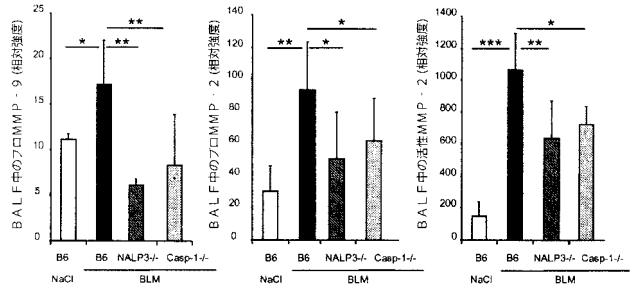 BALF中のプロMMP-9 (相対強度)
25
20
15
10
5
0
*
**
**
B6
B6 NALP3-/- Casp-1-/-
NaCl
BLM
BALF中のプロMMP-2 (相対強度)
140
120
100
80
60
40
20
0
**
*
*
B6
B6 NALP3-/- Casp-1-/-
NaCl
BLM
BALF中の活性MMP-2 (相対強度)
1400
1200
1000
800
600
400
200
0
***
**
*
B6
B6 NALP3-/- Casp-1-/-
NaCl
BLM